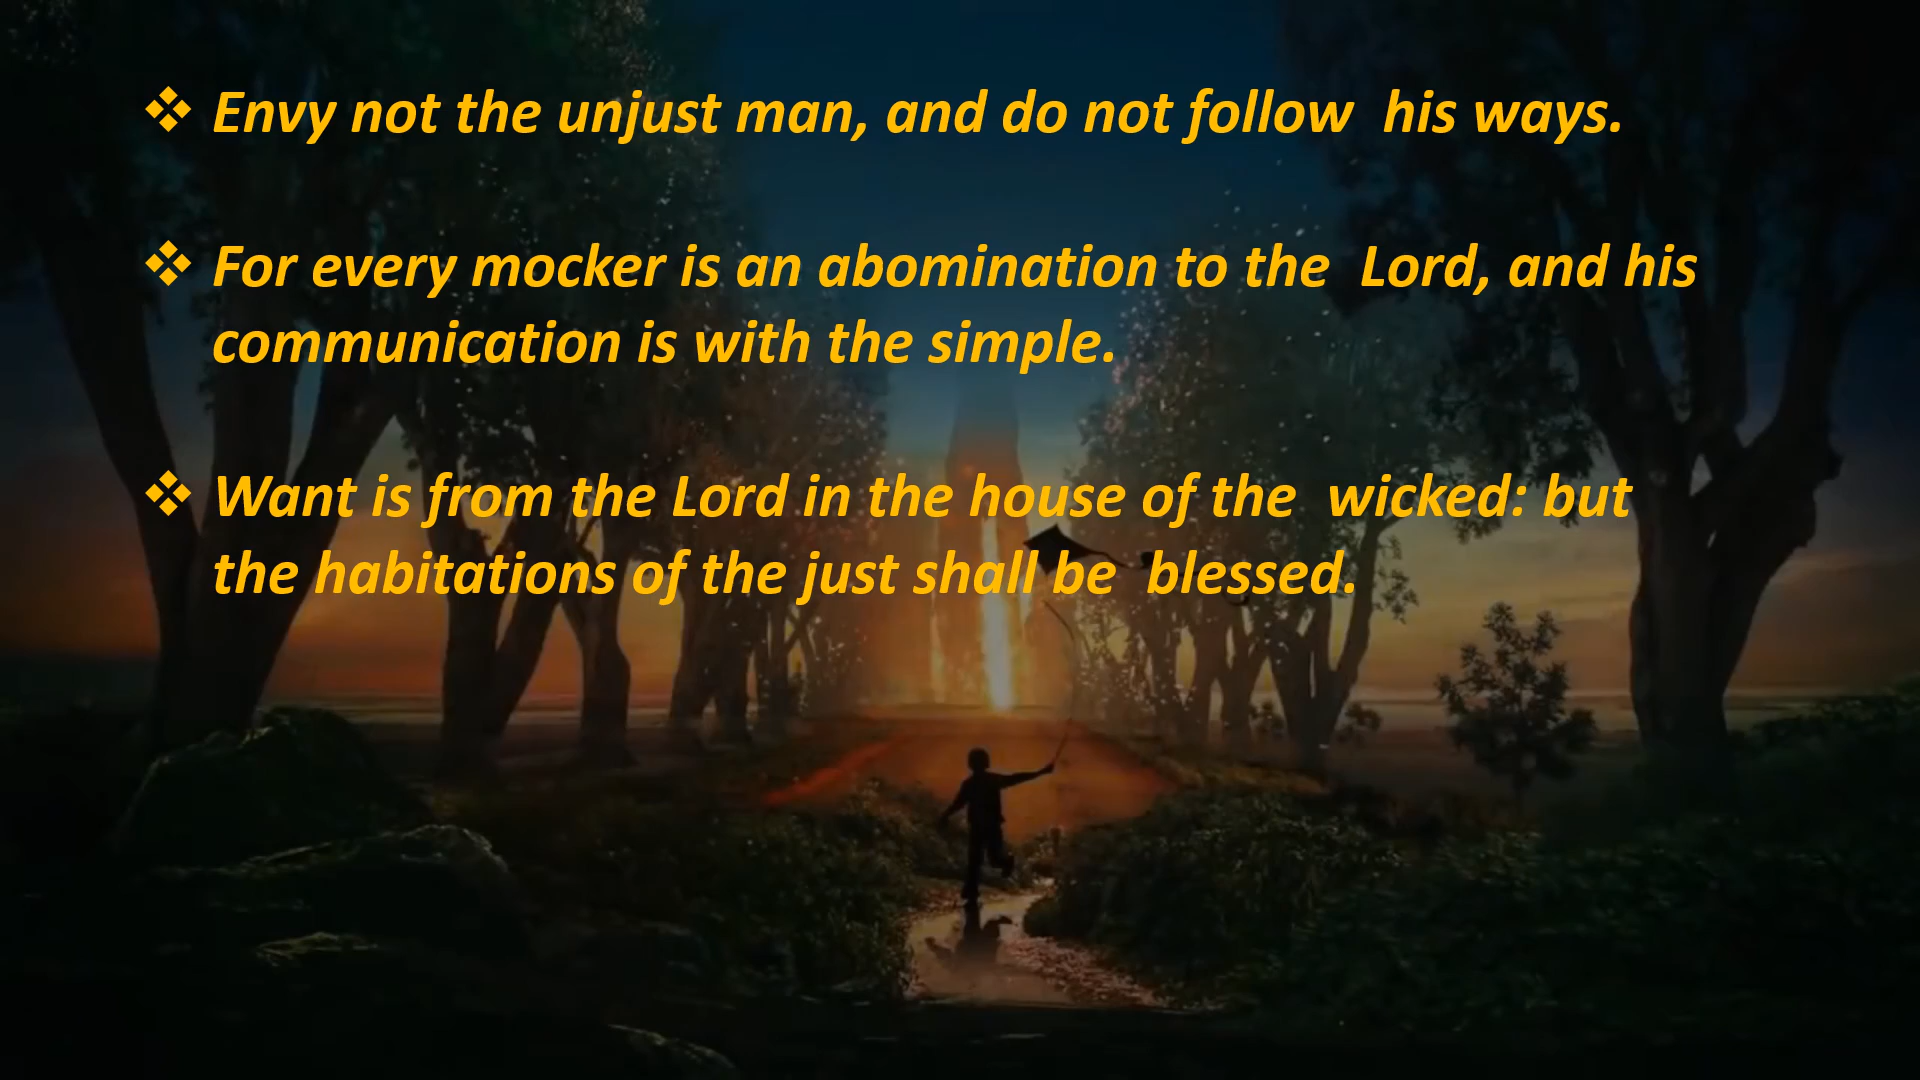 ❖ Envy not the unjust man, and do not follow his ways.
❖ For every mocker is an abomination to the Lord, and his
communication is with the simple.
❖ Want is from the Lord in the house of the wicked: but
the habitations of the just shall be blessed.